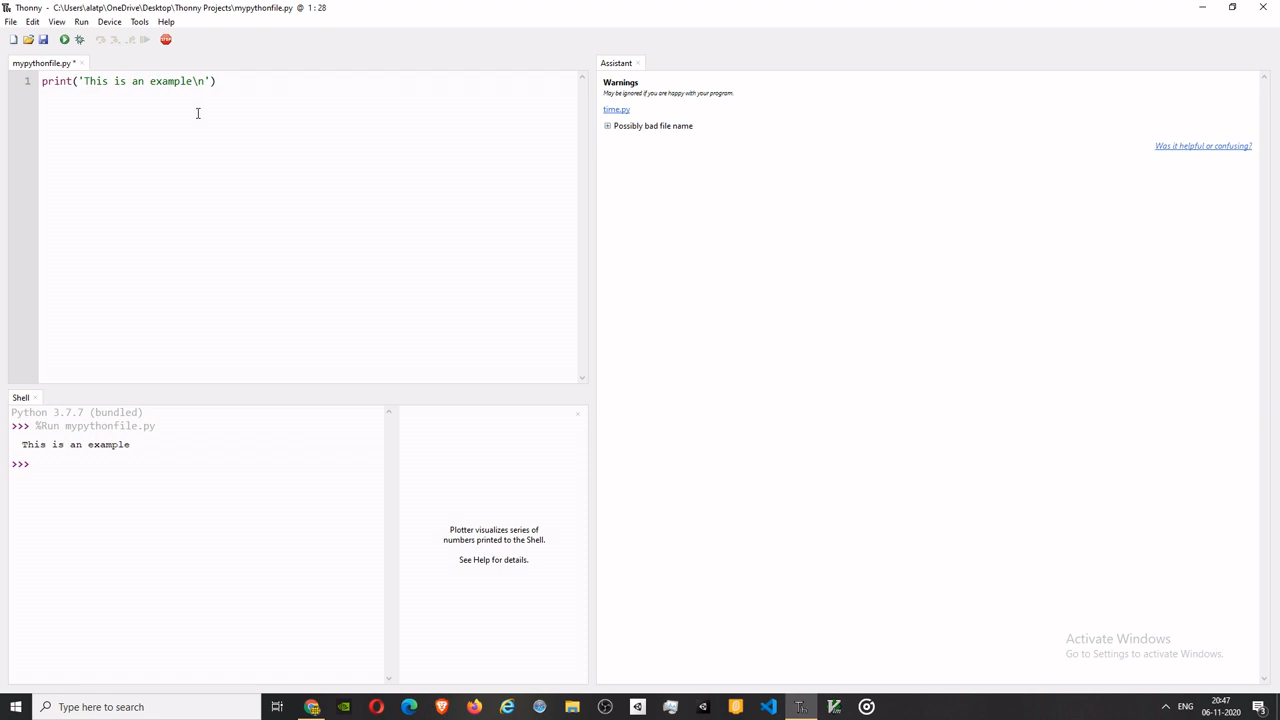 Thonny - C:\Users\alatp\OneDrive\Desktop\Thonny Projects\mypythonfile.py @ 1 : 28
File Edit View Run Device Tools Help
STOP
mypythonfile.py *
1 print('This is an example\n')
Assistant
Warnings
May be ignored if you are happy with your program.
time.py
Possibly bad file name
Was it helpful or confusing?
Shell
Python 3.7.7 (bundled)
>>> %Run mypythonfile.py
This is an example
>>>
Plotter visualizes series of
numbers printed to the Shell.
See Help for details.
Activate Windows
Go to Settings to activate Windows.
Type here to search
ENG
20:47
06-11-2020